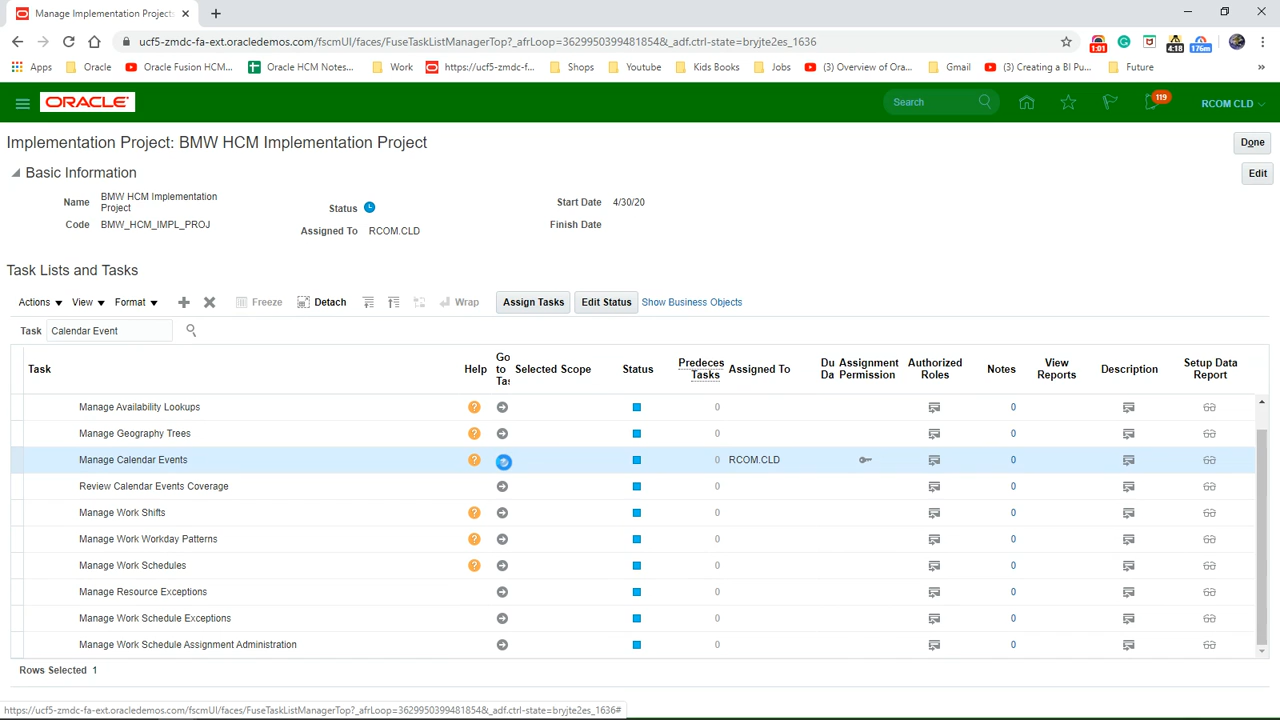 Manage Implementation Project:
ucf5-zmdc-fa-ext.oracledemos.com/fscmUI/faces/FuseTaskListManagerTop?_afrLoop=36299503994818548&_adf.ctrl-state=bryjte2es_1636
1:01 4:18 176m
Apps Oracle Oracle Fusion HCM... Oracle HCM Notes... Work https://ucf5-zmdc-f... Shops Youtube Kids Books Jobs (3) Overview of Ora... Gmail (3) Creating a BI Pu... Future »
ORACLE Search 119 RCOM CLD
Implementation Project: BMW HCM Implementation Project Done
Basic Information Edit
Name BMW HCM Implementation Project Status Start Date 4/30/20
Code BMW_HCM_IMPL_PROJ Assigned To RCOM.CLD Finish Date
Task Lists and Tasks
Actions View Format Freeze Detach Wrap Assign Tasks Edit Status Show Business Objects
Task Calendar Event
Task Help Go to Tas Selected Scope Status Predeces Tasks Assigned To Du Da Assignment Permission Authorized Roles Notes View Reports Description Setup Data Report
Manage Availability Lookups ? 0 0
Manage Geography Trees ? 0 0
Manage Calendar Events ? 0 RCOM.CLD 0
Review Calendar Events Coverage 0 0
Manage Work Shifts ? 0 0
Manage Work Workday Patterns ? 0 0
Manage Work Schedules ? 0 0
Manage Resource Exceptions 0 0
Manage Work Schedule Exceptions 0 0
Manage Work Schedule Assignment Administration 0 0
Rows Selected 1
https://ucf5-zmdc-fa-ext.oracledemos.com/fscmUI/faces/FuseTaskListManagerTop?_afrLoop=36299503994818548&_adf.ctrl-state=bryjte2es_1636#